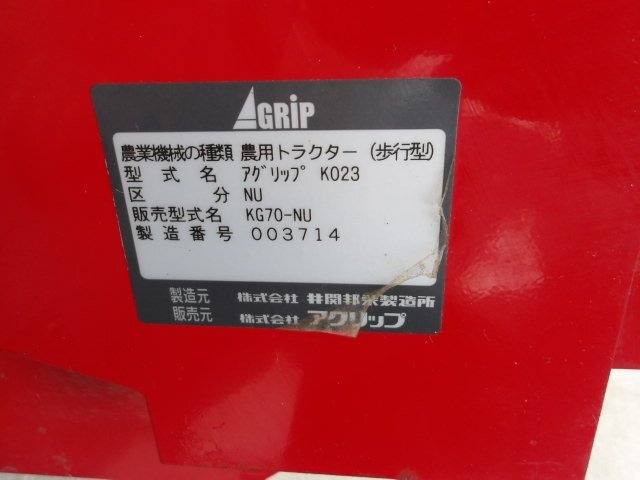 AGRIP
農業機械の種類 農用トラクター (歩行型)
型式名 アグリップ K023
区分 NU
販売型式名 KG70-NU
製造番号 003714
製造元 株式会社 井関邦栄製造所
販売元 株式会社 アグリップ